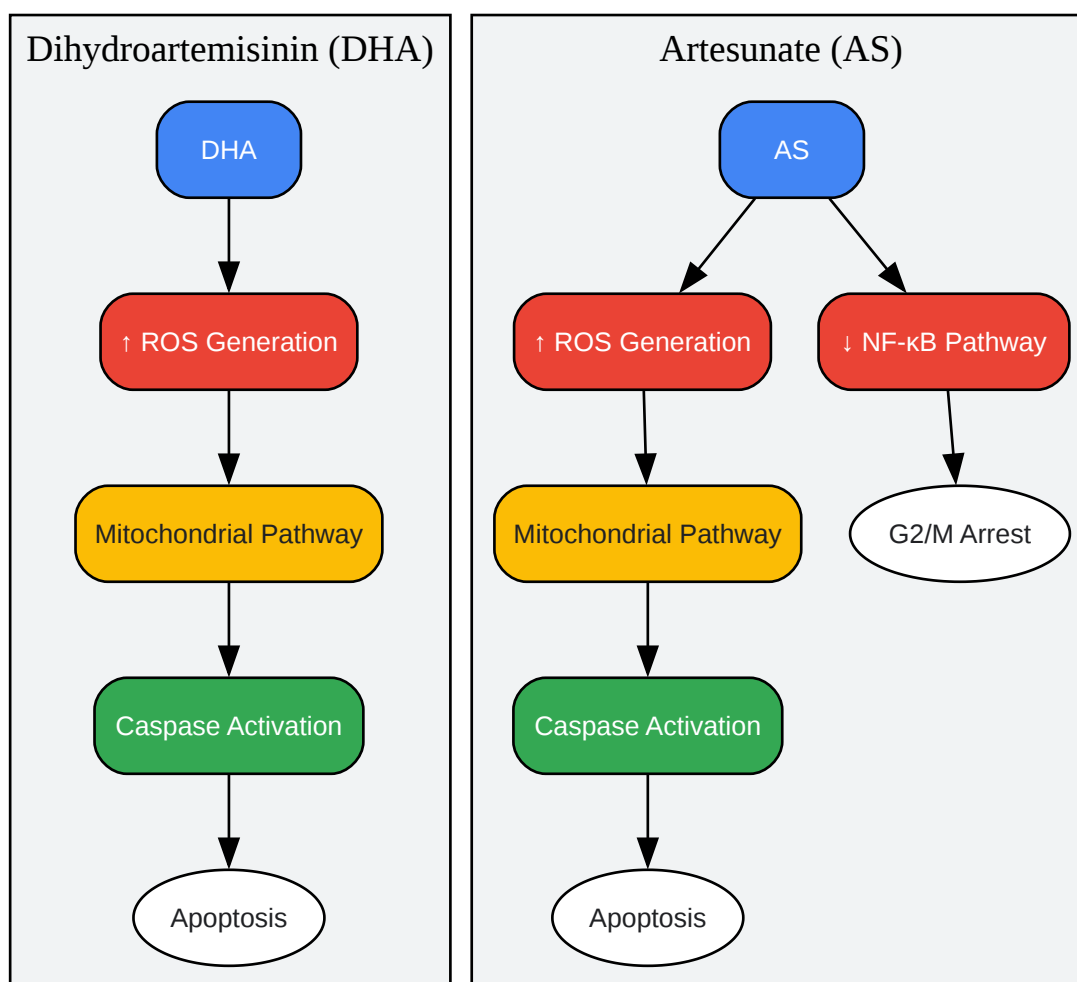 Dihydroartemisinin (DHA)
DHA
↑ ROS Generation
Mitochondrial Pathway
Caspase Activation
Apoptosis
Artesunate (AS)
AS
↑ ROS Generation
↓ NF-κB Pathway
Mitochondrial Pathway
G2/M Arrest
Caspase Activation
Apoptosis